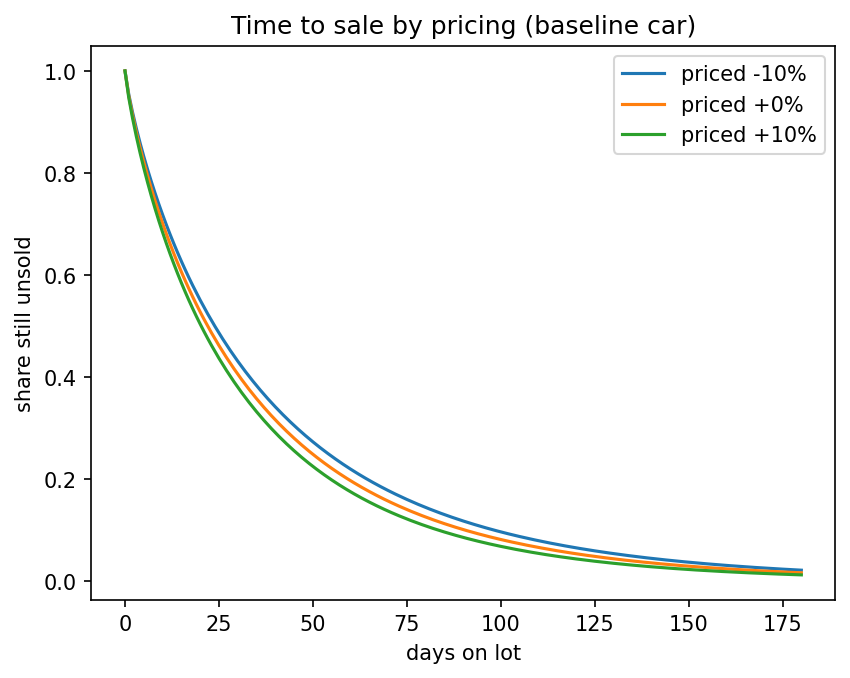 Time to sale by pricing (baseline car)
priced -10%
priced +0%
priced +10%
share still unsold
1.0
0.8
0.6
0.4
0.2
0.0
0 25 50 75 100 125 150 175
days on lot